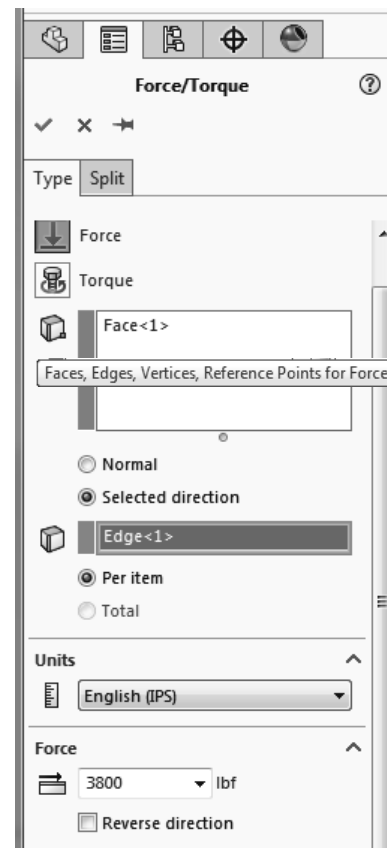 Force/Torque
Type Split
Force
Torque
Face<1>
Faces, Edges, Vertices, Reference Points for Force
Normal
Selected direction
Edge<1>
Per item
Total
Units
English (IPS)
Force
3800 lbf
Reverse direction